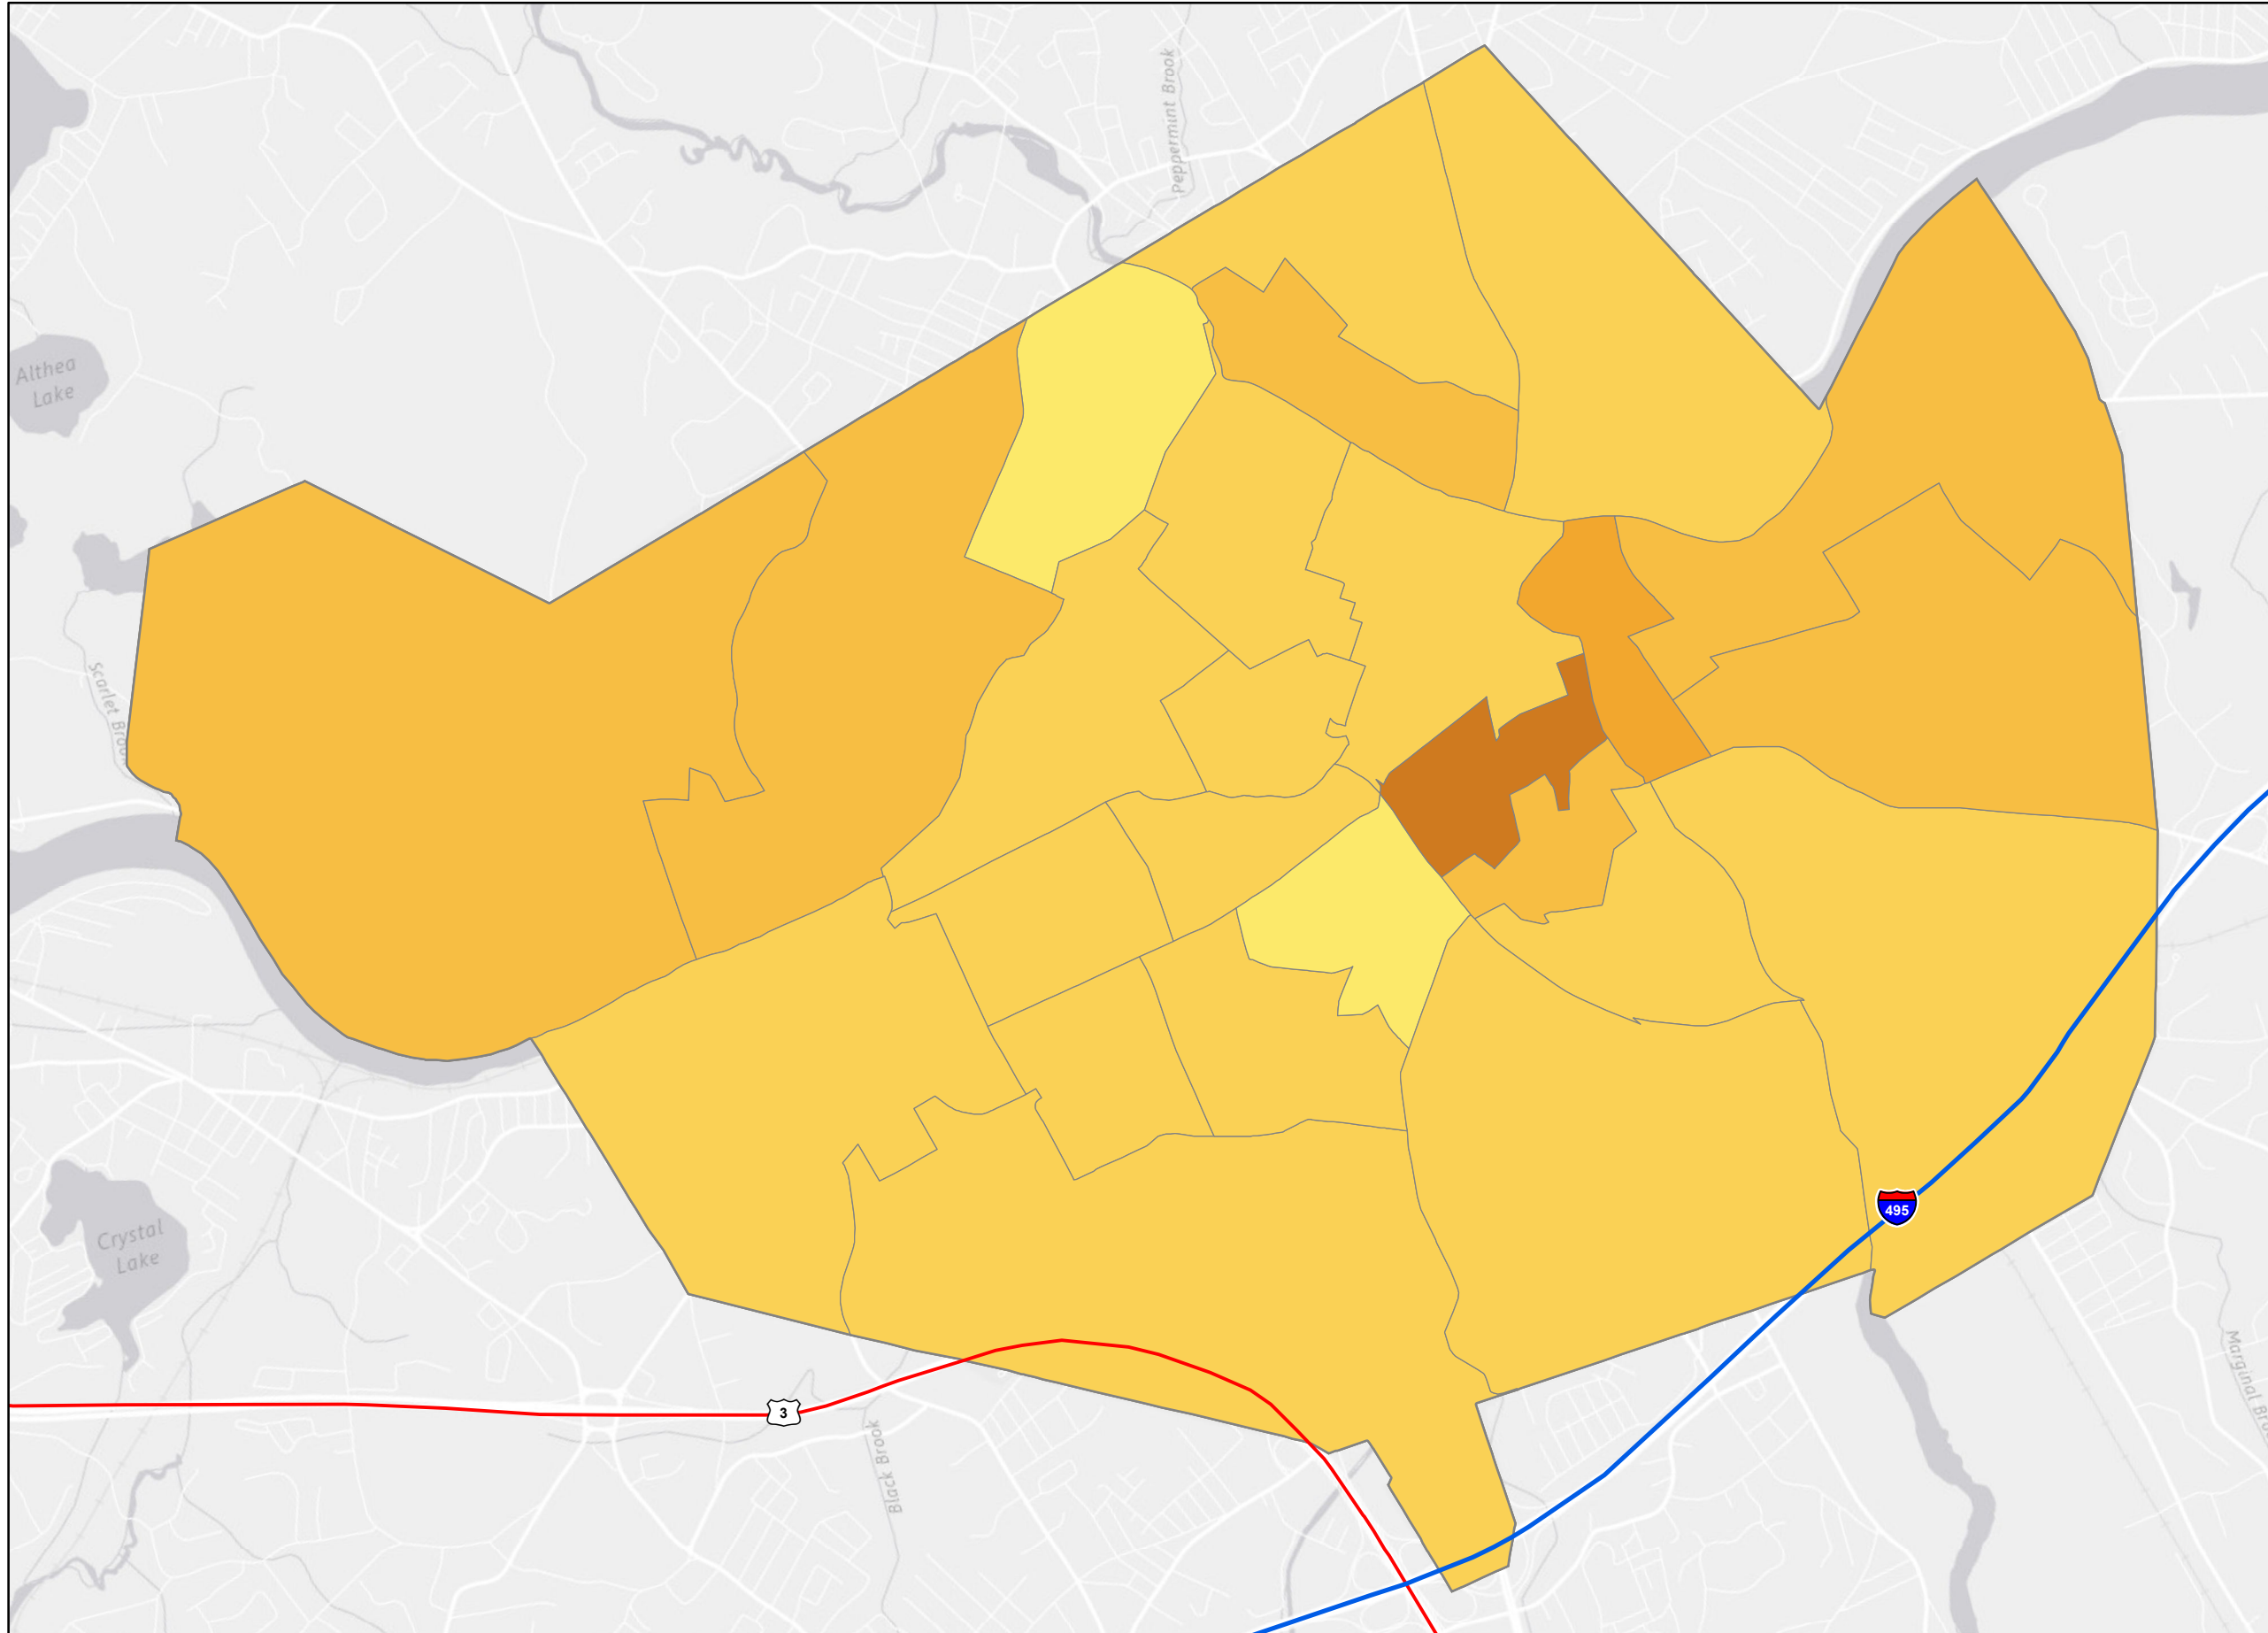 Peppermint Brook
Althea
Lake
Scarlet Broo
Crystal
Lake
495
3
Black Brook
Marginal Bro